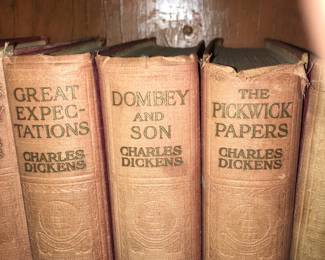 GREAT
EXPEC-
TATIONS
CHARLES
DICKENS
DOMBEY
AND
SON
CHARLES
DICKENS
THE
PICKWICK
PAPERS
CHARLES
DICKENS